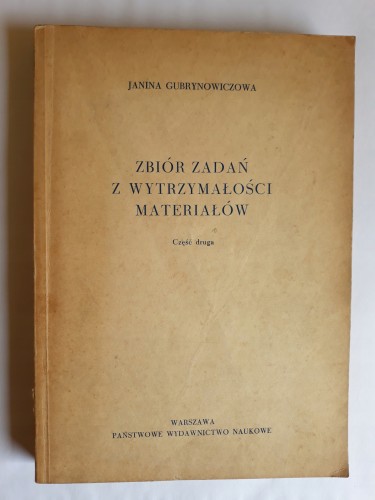 JANINA GUBRYNOWICZOWA
ZBIÓR ZADAŃ
Z WYTRZYMAŁOŚCI
MATERIAŁÓW
Część druga
WARSZAWA
PAŃSTWOWE WYDAWNICTWO NAUKOWE